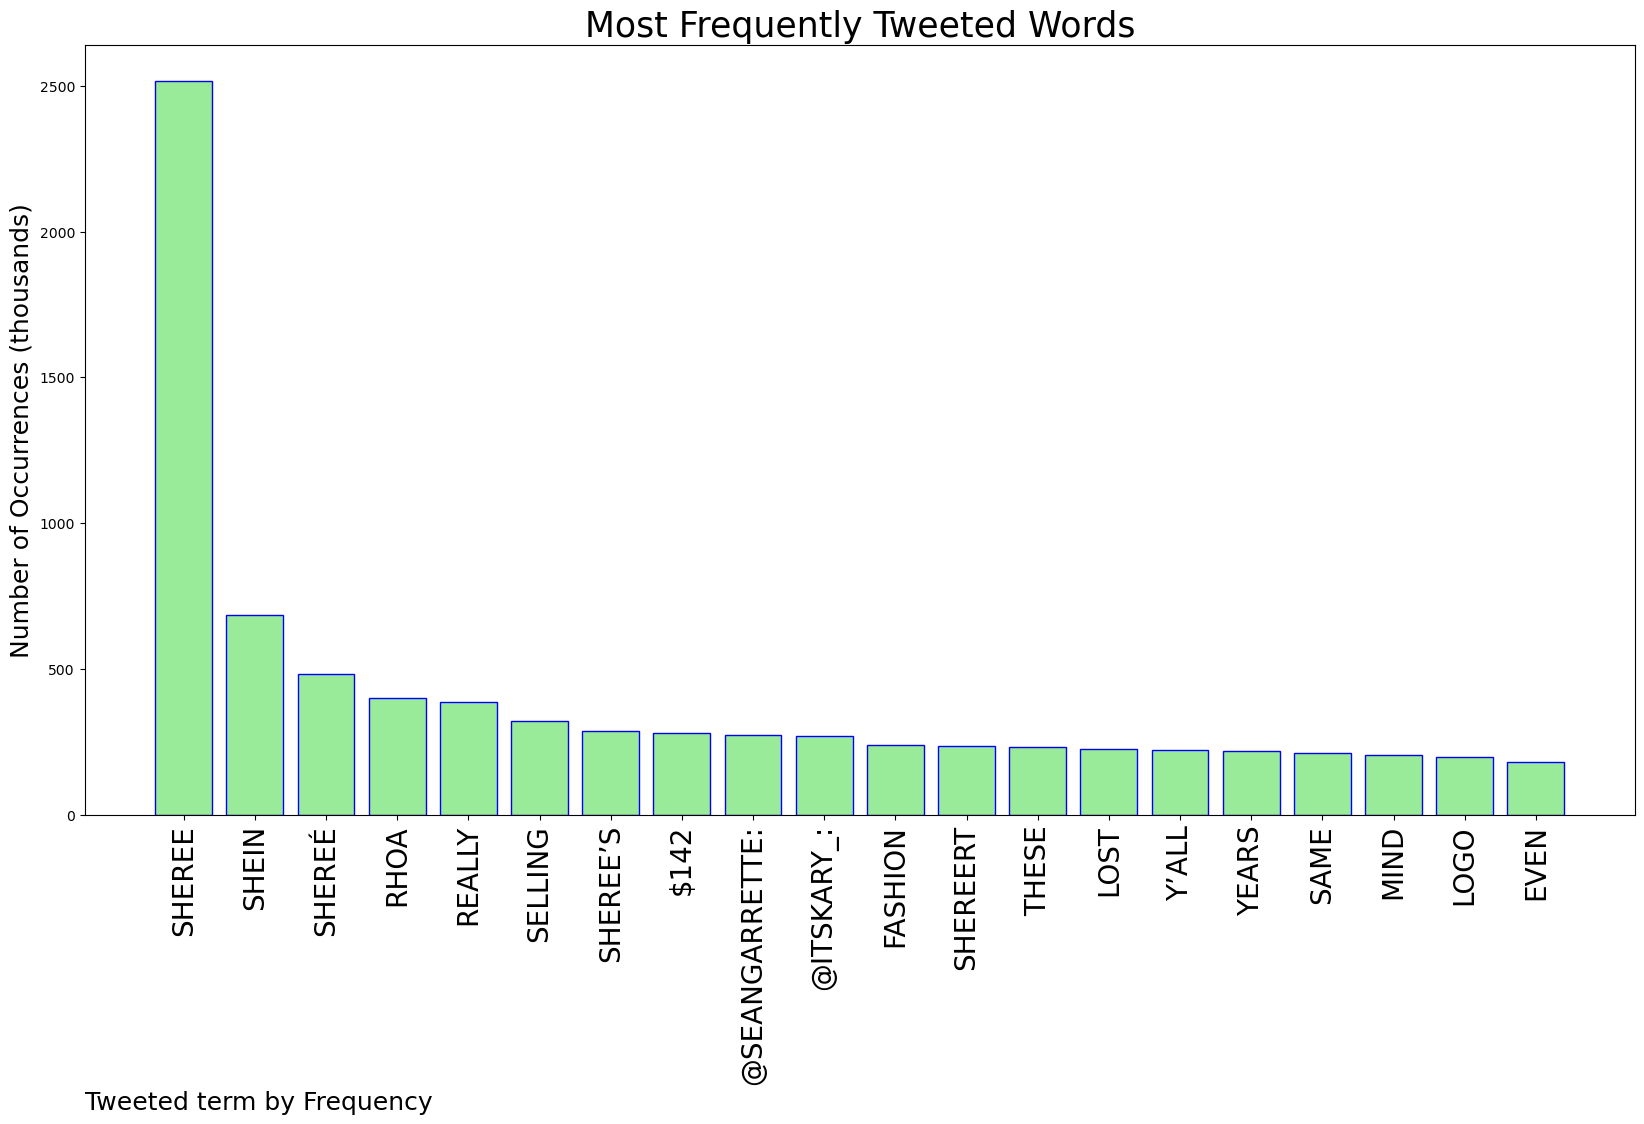 Most Frequently Tweeted Words
Number of Occurrences (thousands)
2500
2000
1500
1000
500
0
SHEREE
SHEIN
SHEREÉ
RHOA
REALLY
SELLING
SHEREE’S
$142
@SEANGARRETTE:
@ITSKARY_:
FASHION
SHEREERT
THESE
LOST
Y’ALL
YEARS
SAME
MIND
LOGO
EVEN
Tweeted term by Frequency